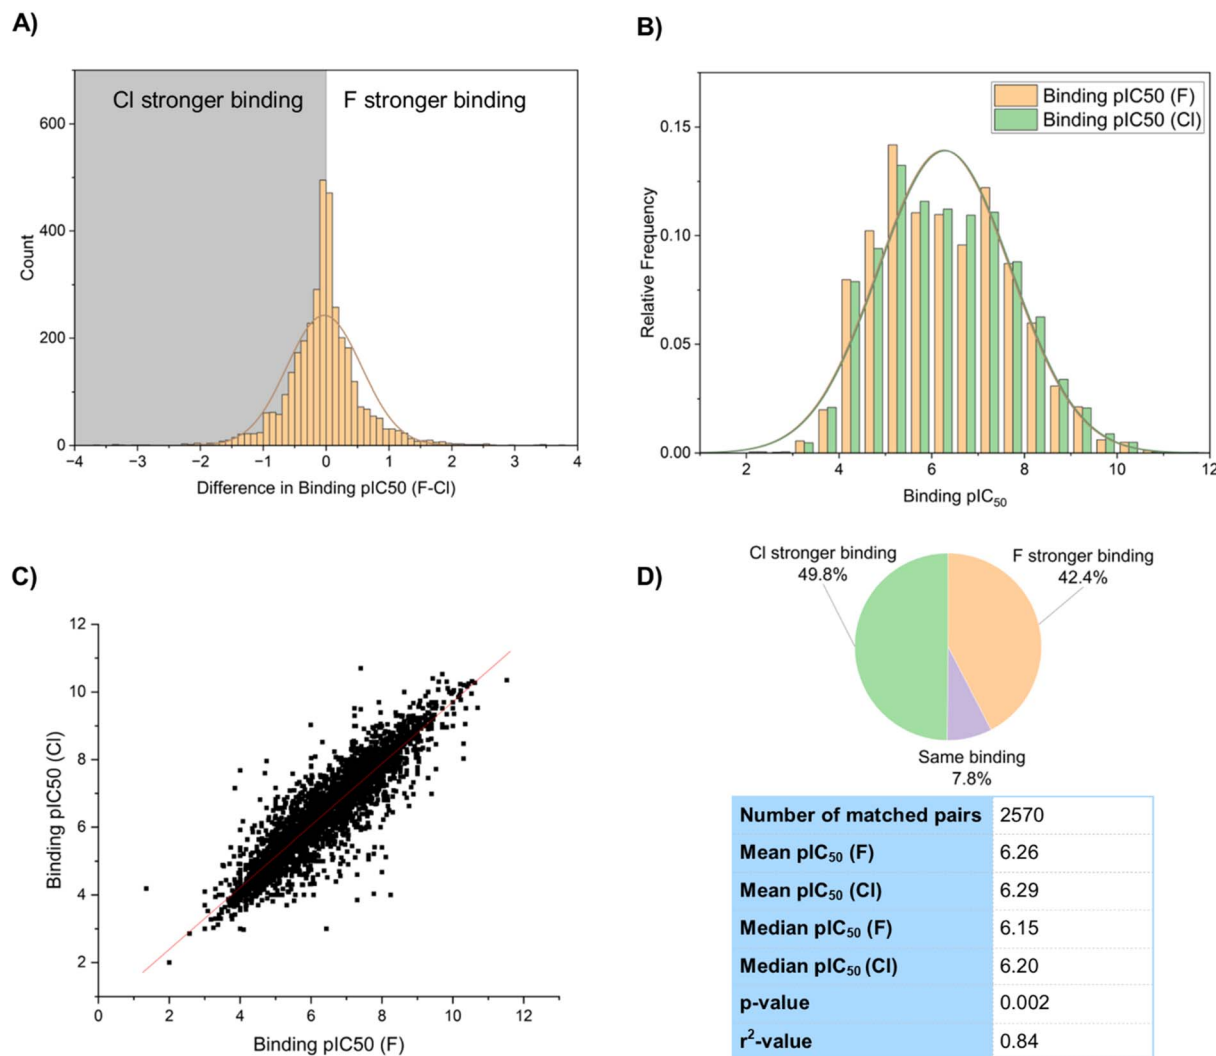 A)
Cl stronger binding
F stronger binding
600
400
200
0
Count
−4
−3
−2
−1
0
1
2
3
4
Difference in Binding pIC50 (F-Cl)
B)
Binding pIC50 (F)
Binding pIC50 (Cl)
0.15
0.10
0.05
0.00
Relative Frequency
2
4
6
8
10
12
Binding pIC₅₀
C)
12
10
8
6
4
2
Binding pIC50 (Cl)
0
2
4
6
8
10
12
Binding pIC50 (F)
D)
Cl stronger binding
49.8%
F stronger binding
42.4%
Same binding
7.8%
Number of matched pairs 2570
Mean pIC₅₀ (F) 6.26
Mean pIC₅₀ (Cl) 6.29
Median pIC₅₀ (F) 6.15
Median pIC₅₀ (Cl) 6.20
p-value 0.002
r²-value 0.84